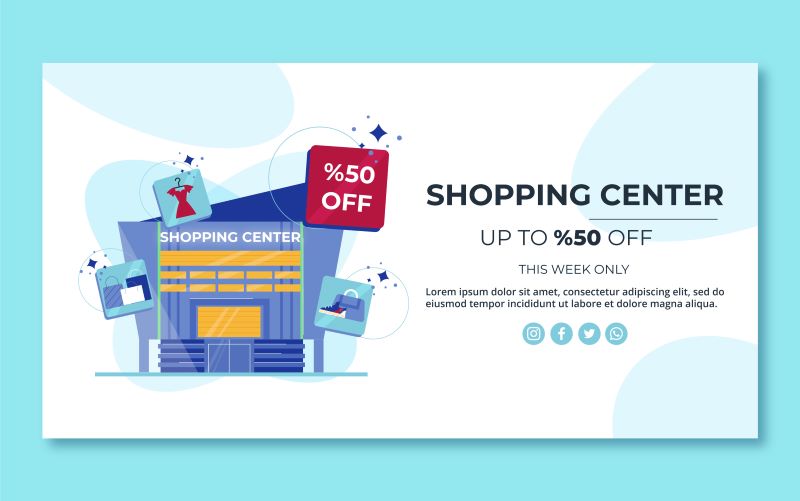 %50
OFF
SHOPPING CENTER
SHOPPING CENTER
UP TO %50 OFF
THIS WEEK ONLY
Lorem ipsum dolor sit amet, consectetur adipiscing elit, sed do
eiusmod tempor incididunt ut labore et dolore magna aliqua.